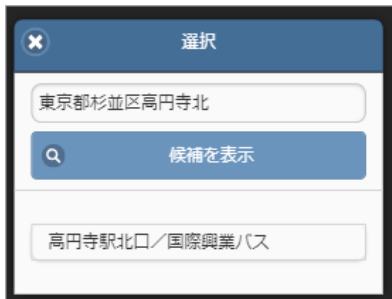 選択
東京都杉並区高円寺北
候補を表示
高円寺駅北口／国際興業バス